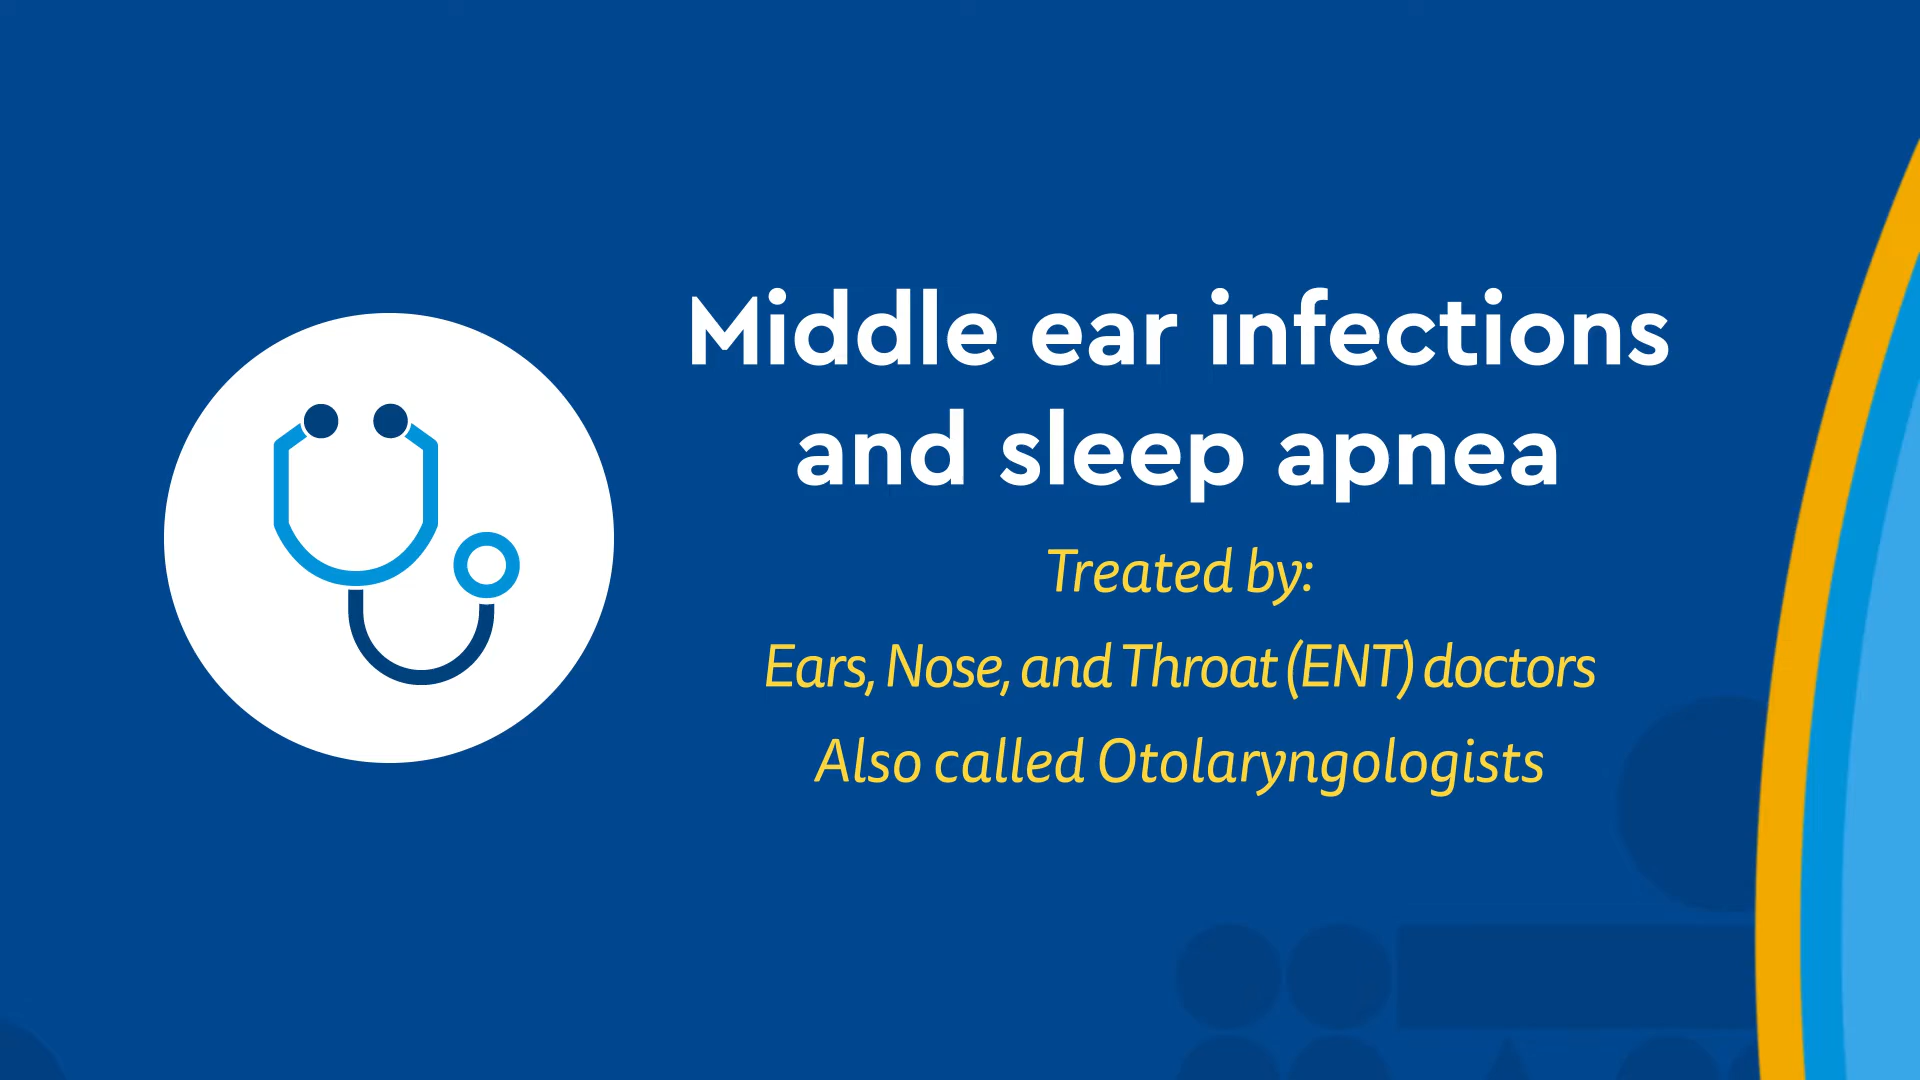 Middle ear infections
and sleep apnea
Treated by:
Ears, Nose, and Throat (ENT) doctors
Also called Otolaryngologists